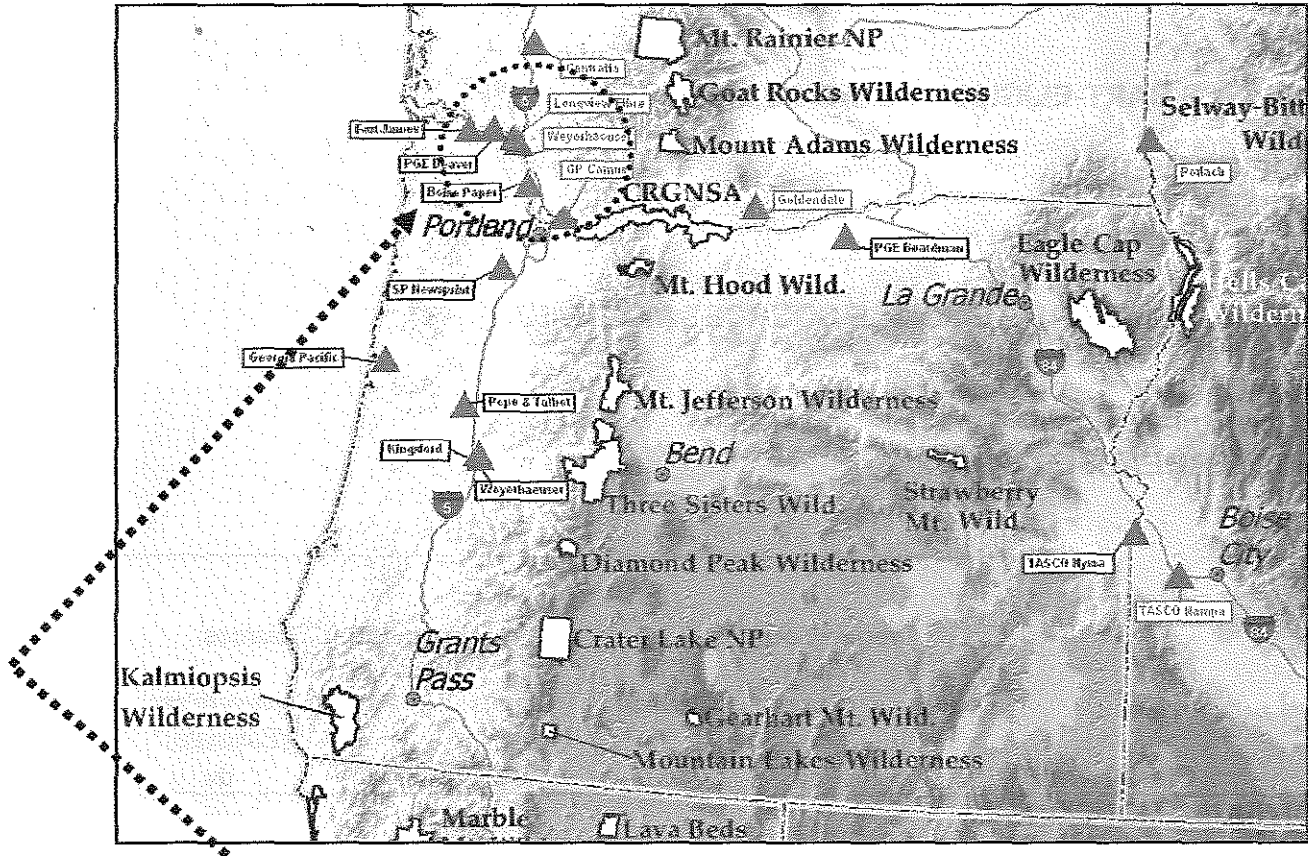 Mt. Rainier NP
Centralia
Goat Rocks Wilderness
Longview Fibre
Selway-Bitt
Wild
Fort James
Mount Adams Wilderness
PGE Beaver
GP Camas
Potlach
Boise Paper
CRGNSA
Goldendale
Portland
PGE Boardman
Eagle Cap
Wilderness
SP Newsprint
Mt. Hood Wild.
La Grande
Wildern
Georgia Pacific
84
Pope & Talbot
Mt. Jefferson Wilderness
Kingsford
Bend
Weyerhaeuser
Three Sisters Wild.
Strawberry
Mt. Wild.
5
Boise
City
Diamond Peak Wilderness
TASCO Nyssa
TASCO Nampa
84
Grants
Pass
Crater Lake NP
Kalmiopsis
Wilderness
Gearhart Mt. Wild.
Mountain Lakes Wilderness
Marble
Lava Beds